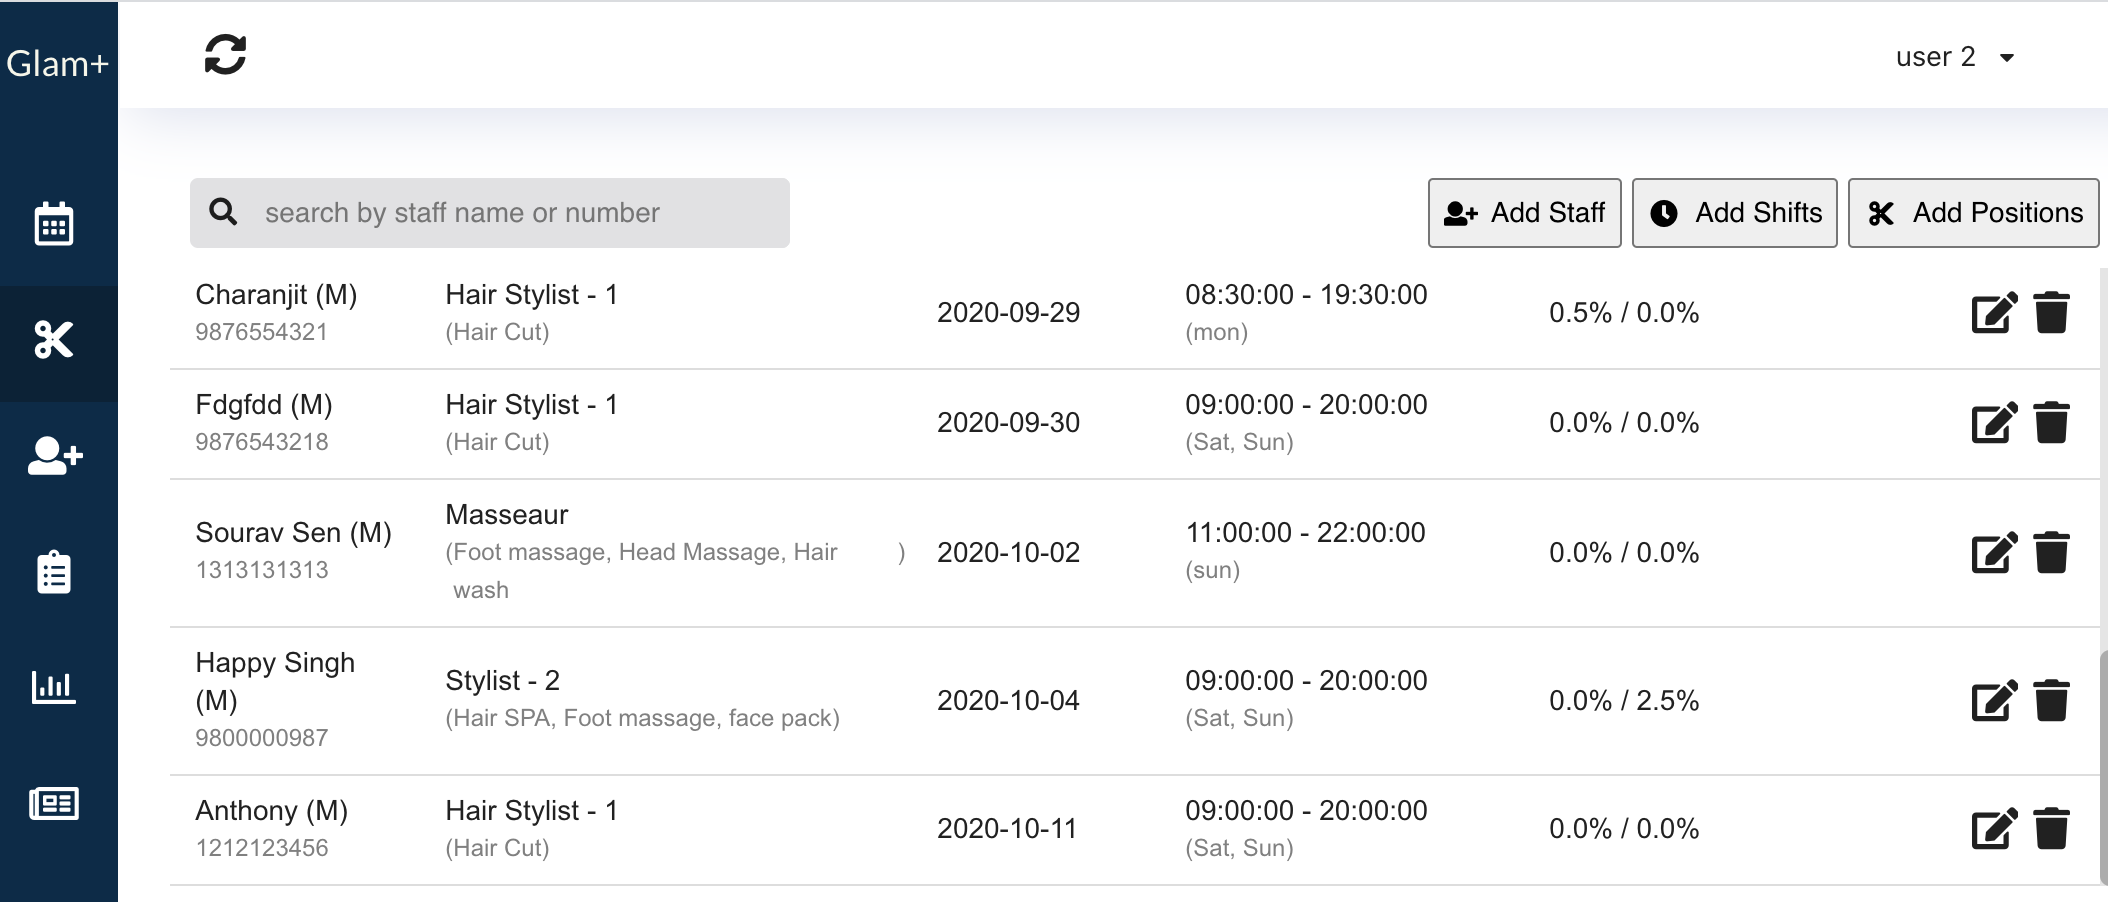 Glam+
user 2
search by staff name or number
Add Staff
Add Shifts
Add Positions
Charanjit (M)
9876554321
Hair Stylist - 1
(Hair Cut)
2020-09-29
08:30:00 - 19:30:00
(mon)
0.5% / 0.0%
Fdgfdd (M)
9876543218
Hair Stylist - 1
(Hair Cut)
2020-09-30
09:00:00 - 20:00:00
(Sat, Sun)
0.0% / 0.0%
Sourav Sen (M)
1313131313
Masseaur
(Foot massage, Head Massage, Hair )
wash
2020-10-02
11:00:00 - 22:00:00
(sun)
0.0% / 0.0%
Happy Singh
(M)
9800000987
Stylist - 2
(Hair SPA, Foot massage, face pack)
2020-10-04
09:00:00 - 20:00:00
(Sat, Sun)
0.0% / 2.5%
Anthony (M)
1212123456
Hair Stylist - 1
(Hair Cut)
2020-10-11
09:00:00 - 20:00:00
(Sat, Sun)
0.0% / 0.0%